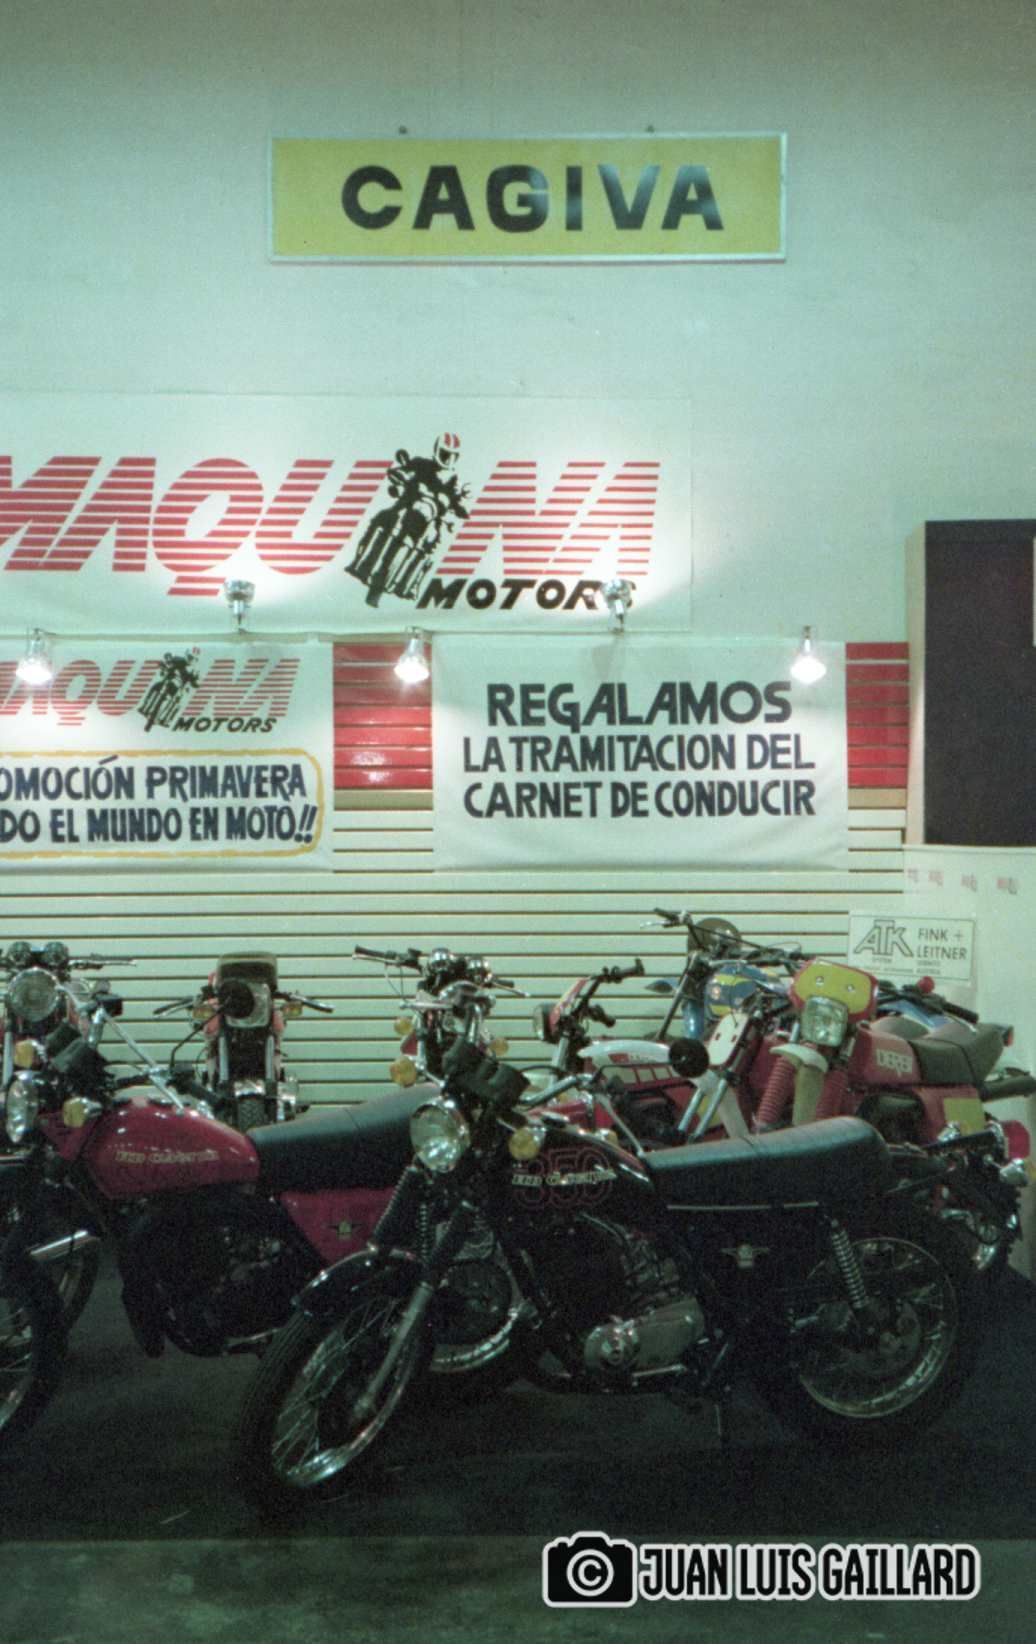 CAGIVA
MAQUINA
MOTORS
MAQUINA
MOTORS
OMOCIÓN PRIMAVERA
DO EL MUNDO EN MOTO!!
REGALAMOS
LA TRAMITACION DEL
CARNET DE CONDUCIR
ATK
FINK +
LEITNER
350
© JUAN LUIS GAILLARD